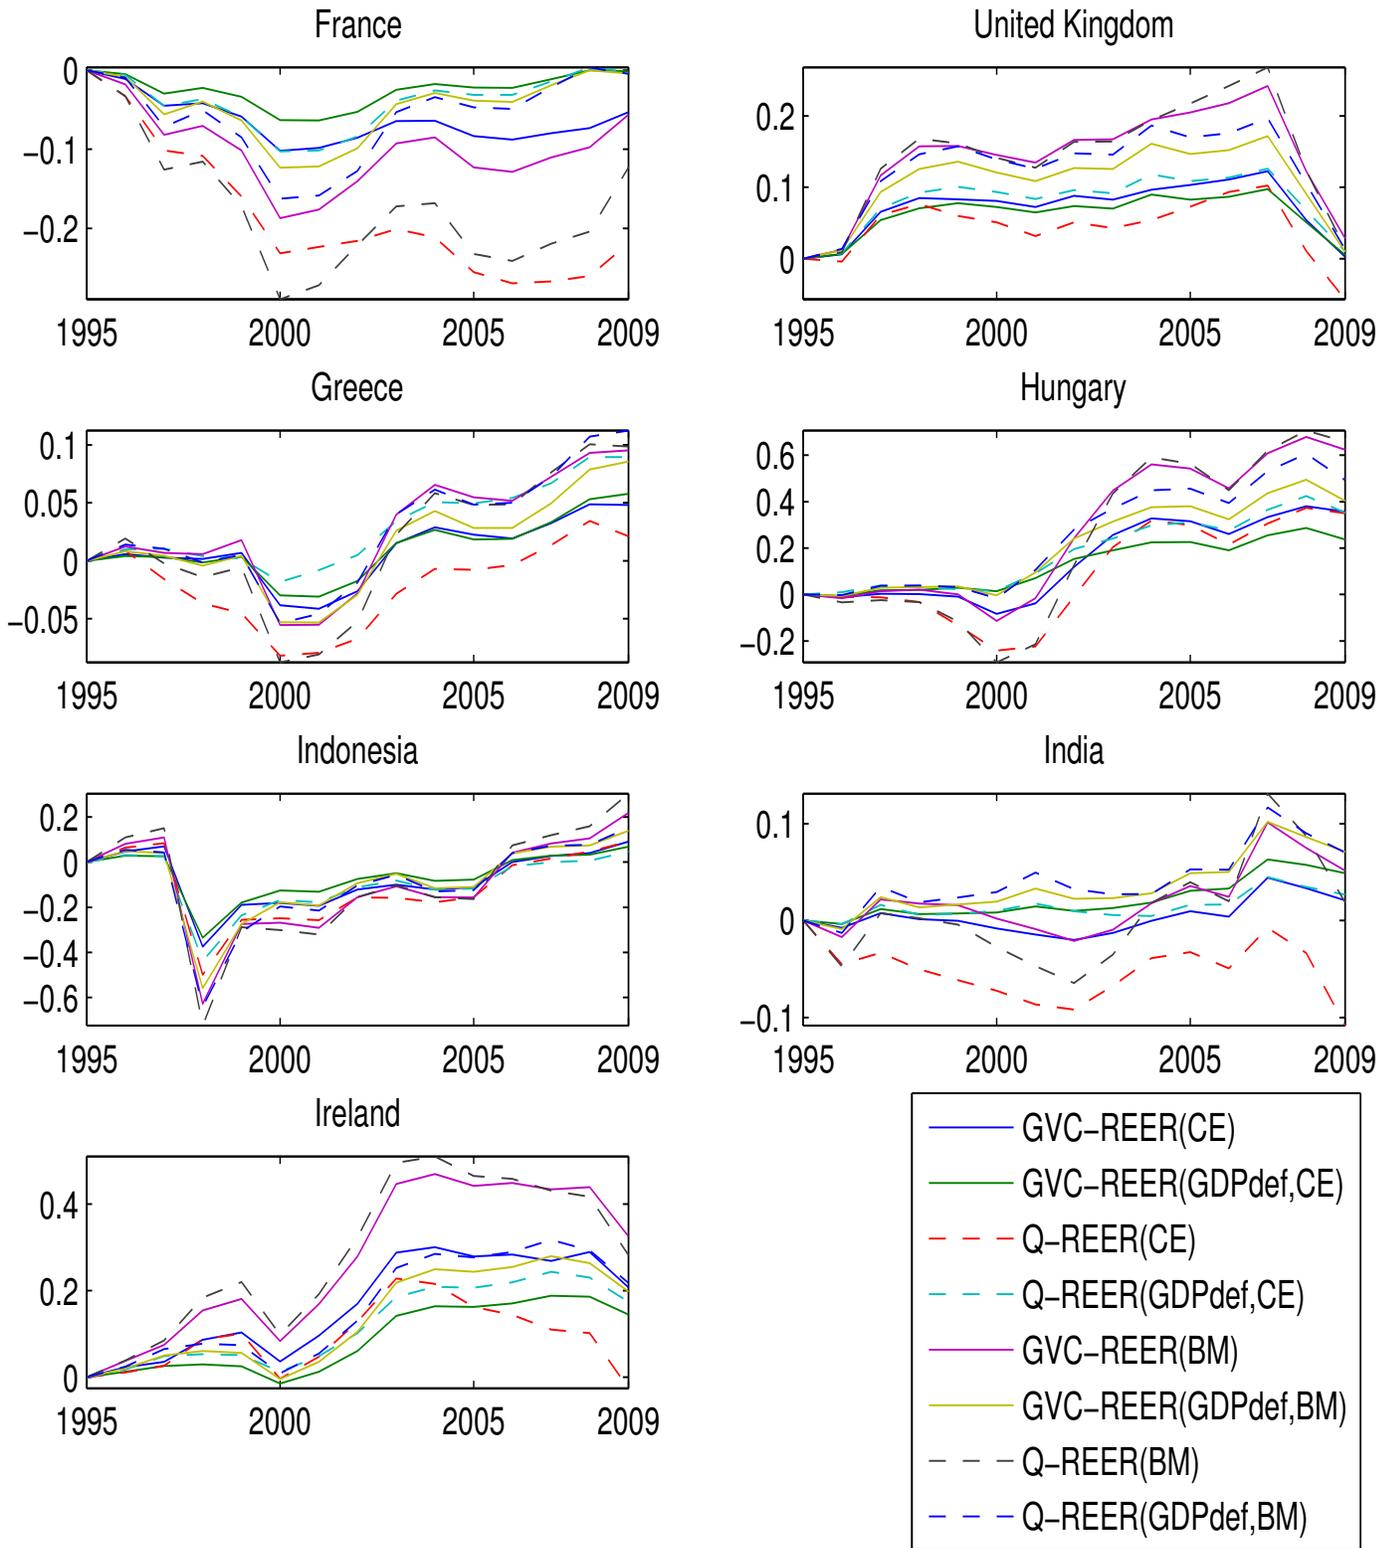 France
0
−0.1
−0.2
1995 2000 2005 2009
United Kingdom
0.2
0.1
0
1995 2000 2005 2009
Greece
0.1
0.05
0
−0.05
1995 2000 2005 2009
Hungary
0.6
0.4
0.2
0
−0.2
1995 2000 2005 2009
Indonesia
0.2
0
−0.2
−0.4
−0.6
1995 2000 2005 2009
India
0.1
0
−0.1
1995 2000 2005 2009
Ireland
0.4
0.2
0
1995 2000 2005 2009
GVC−REER(CE)
GVC−REER(GDPdef,CE)
Q−REER(CE)
Q−REER(GDPdef,CE)
GVC−REER(BM)
GVC−REER(GDPdef,BM)
Q−REER(BM)
Q−REER(GDPdef,BM)